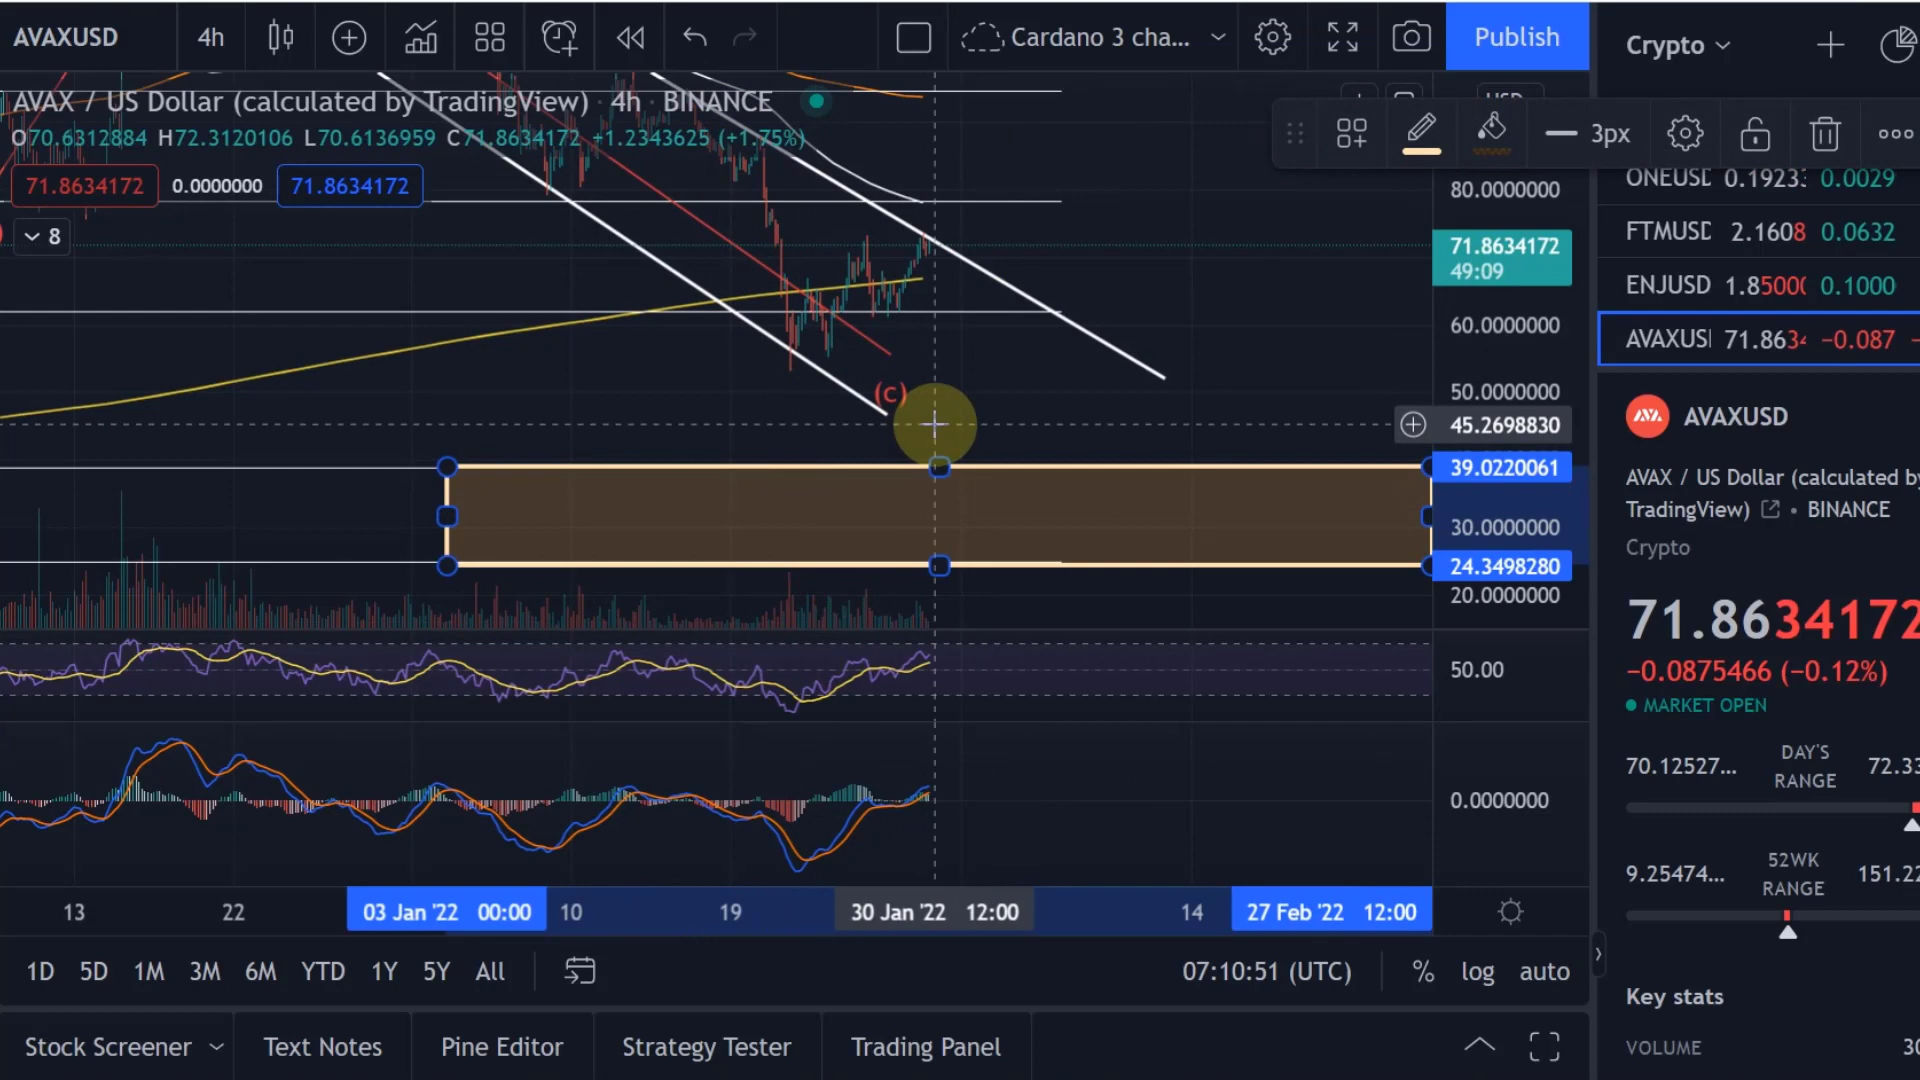 AVAXUSD
4h
Cardano 3 cha...
Publish
Crypto
AVAX / US Dollar (calculated by TradingView) · 4h · BINANCE
O70.6312884 H72.3120106 L70.6136959 C71.8634172 +1.2343625 (+1.75%)
71.8634172 0.0000000 71.8634172
8
3px
80.0000000
71.8634172
49:09
60.0000000
50.0000000
45.2698830
39.0220061
30.0000000
24.3498280
20.0000000
50.00
0.0000000
(c)
ONEUSD 0.1923 0.0029
FTMUSD 2.1608 0.0632
ENJUSD 1.8500 0.1000
AVAXUS 71.863 −0.087
AVAXUSD
AVAX / US Dollar (calculated by
TradingView) • BINANCE
Crypto
71.8634172
−0.0875466 (−0.12%)
MARKET OPEN
70.12527... DAY'S RANGE 72.33
9.25474... 52WK RANGE 151.22
Key stats
VOLUME 30
13 22 03 Jan '22 00:00 10 19 30 Jan '22 12:00 14 27 Feb '22 12:00
1D 5D 1M 3M 6M YTD 1Y 5Y All
07:10:51 (UTC) % log auto
Stock Screener Text Notes Pine Editor Strategy Tester Trading Panel